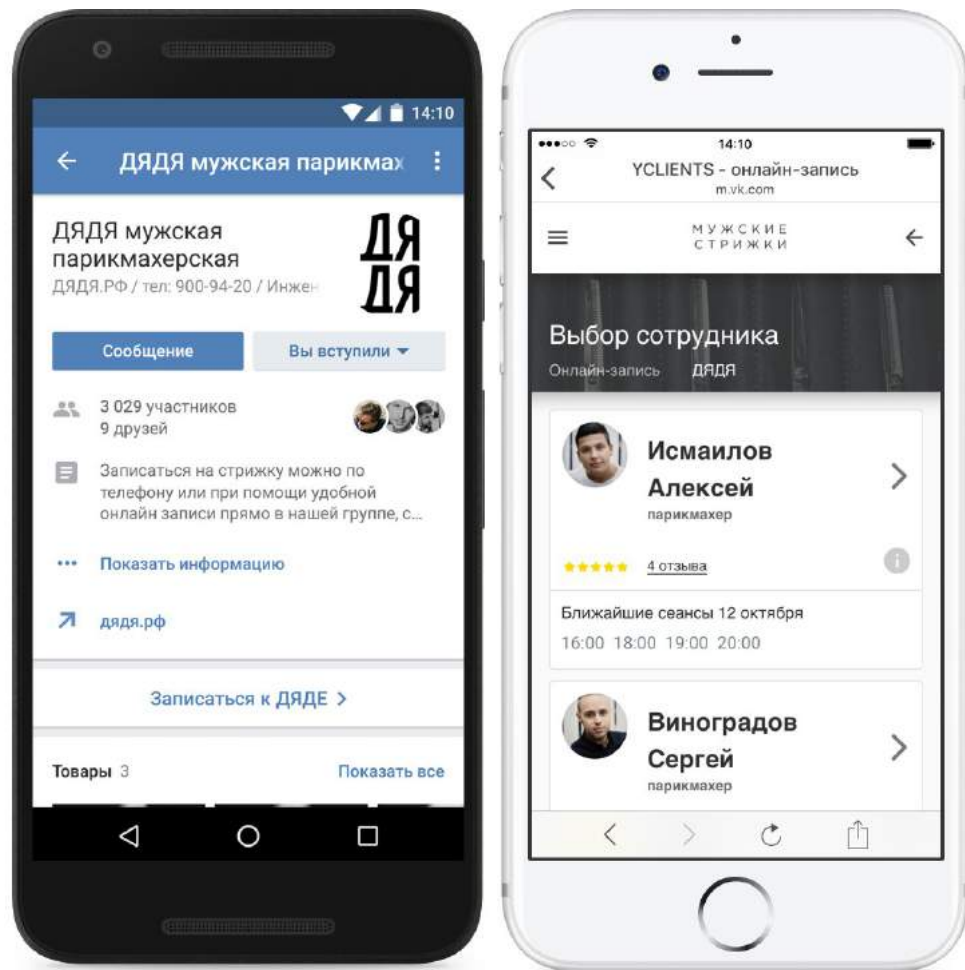 14:10
ДЯДЯ мужская парикмах
ДЯДЯ мужская
парикмахерская
ДЯДЯ.РФ / тел: 900-94-20 / Инжен
ДЯ
ДЯ
Сообщение
Вы вступили
3 029 участников
9 друзей
Записаться на стрижку можно по
телефону или при помощи удобной
онлайн записи прямо в нашей группе, с...
Показать информацию
дядя.рф
Записаться к ДЯДЕ
Товары 3
Показать все
14:10
YCLIENTS - онлайн-запись
m.vk.com
МУЖСКИЕ
СТРИЖКИ
Выбор сотрудника
Онлайн-запись ДЯДЯ
Исмаилов
Алексей
парикмахер
4 отзыва
Ближайшие сеансы 12 октября
16:00 18:00 19:00 20:00
Виноградов
Сергей
парикмахер